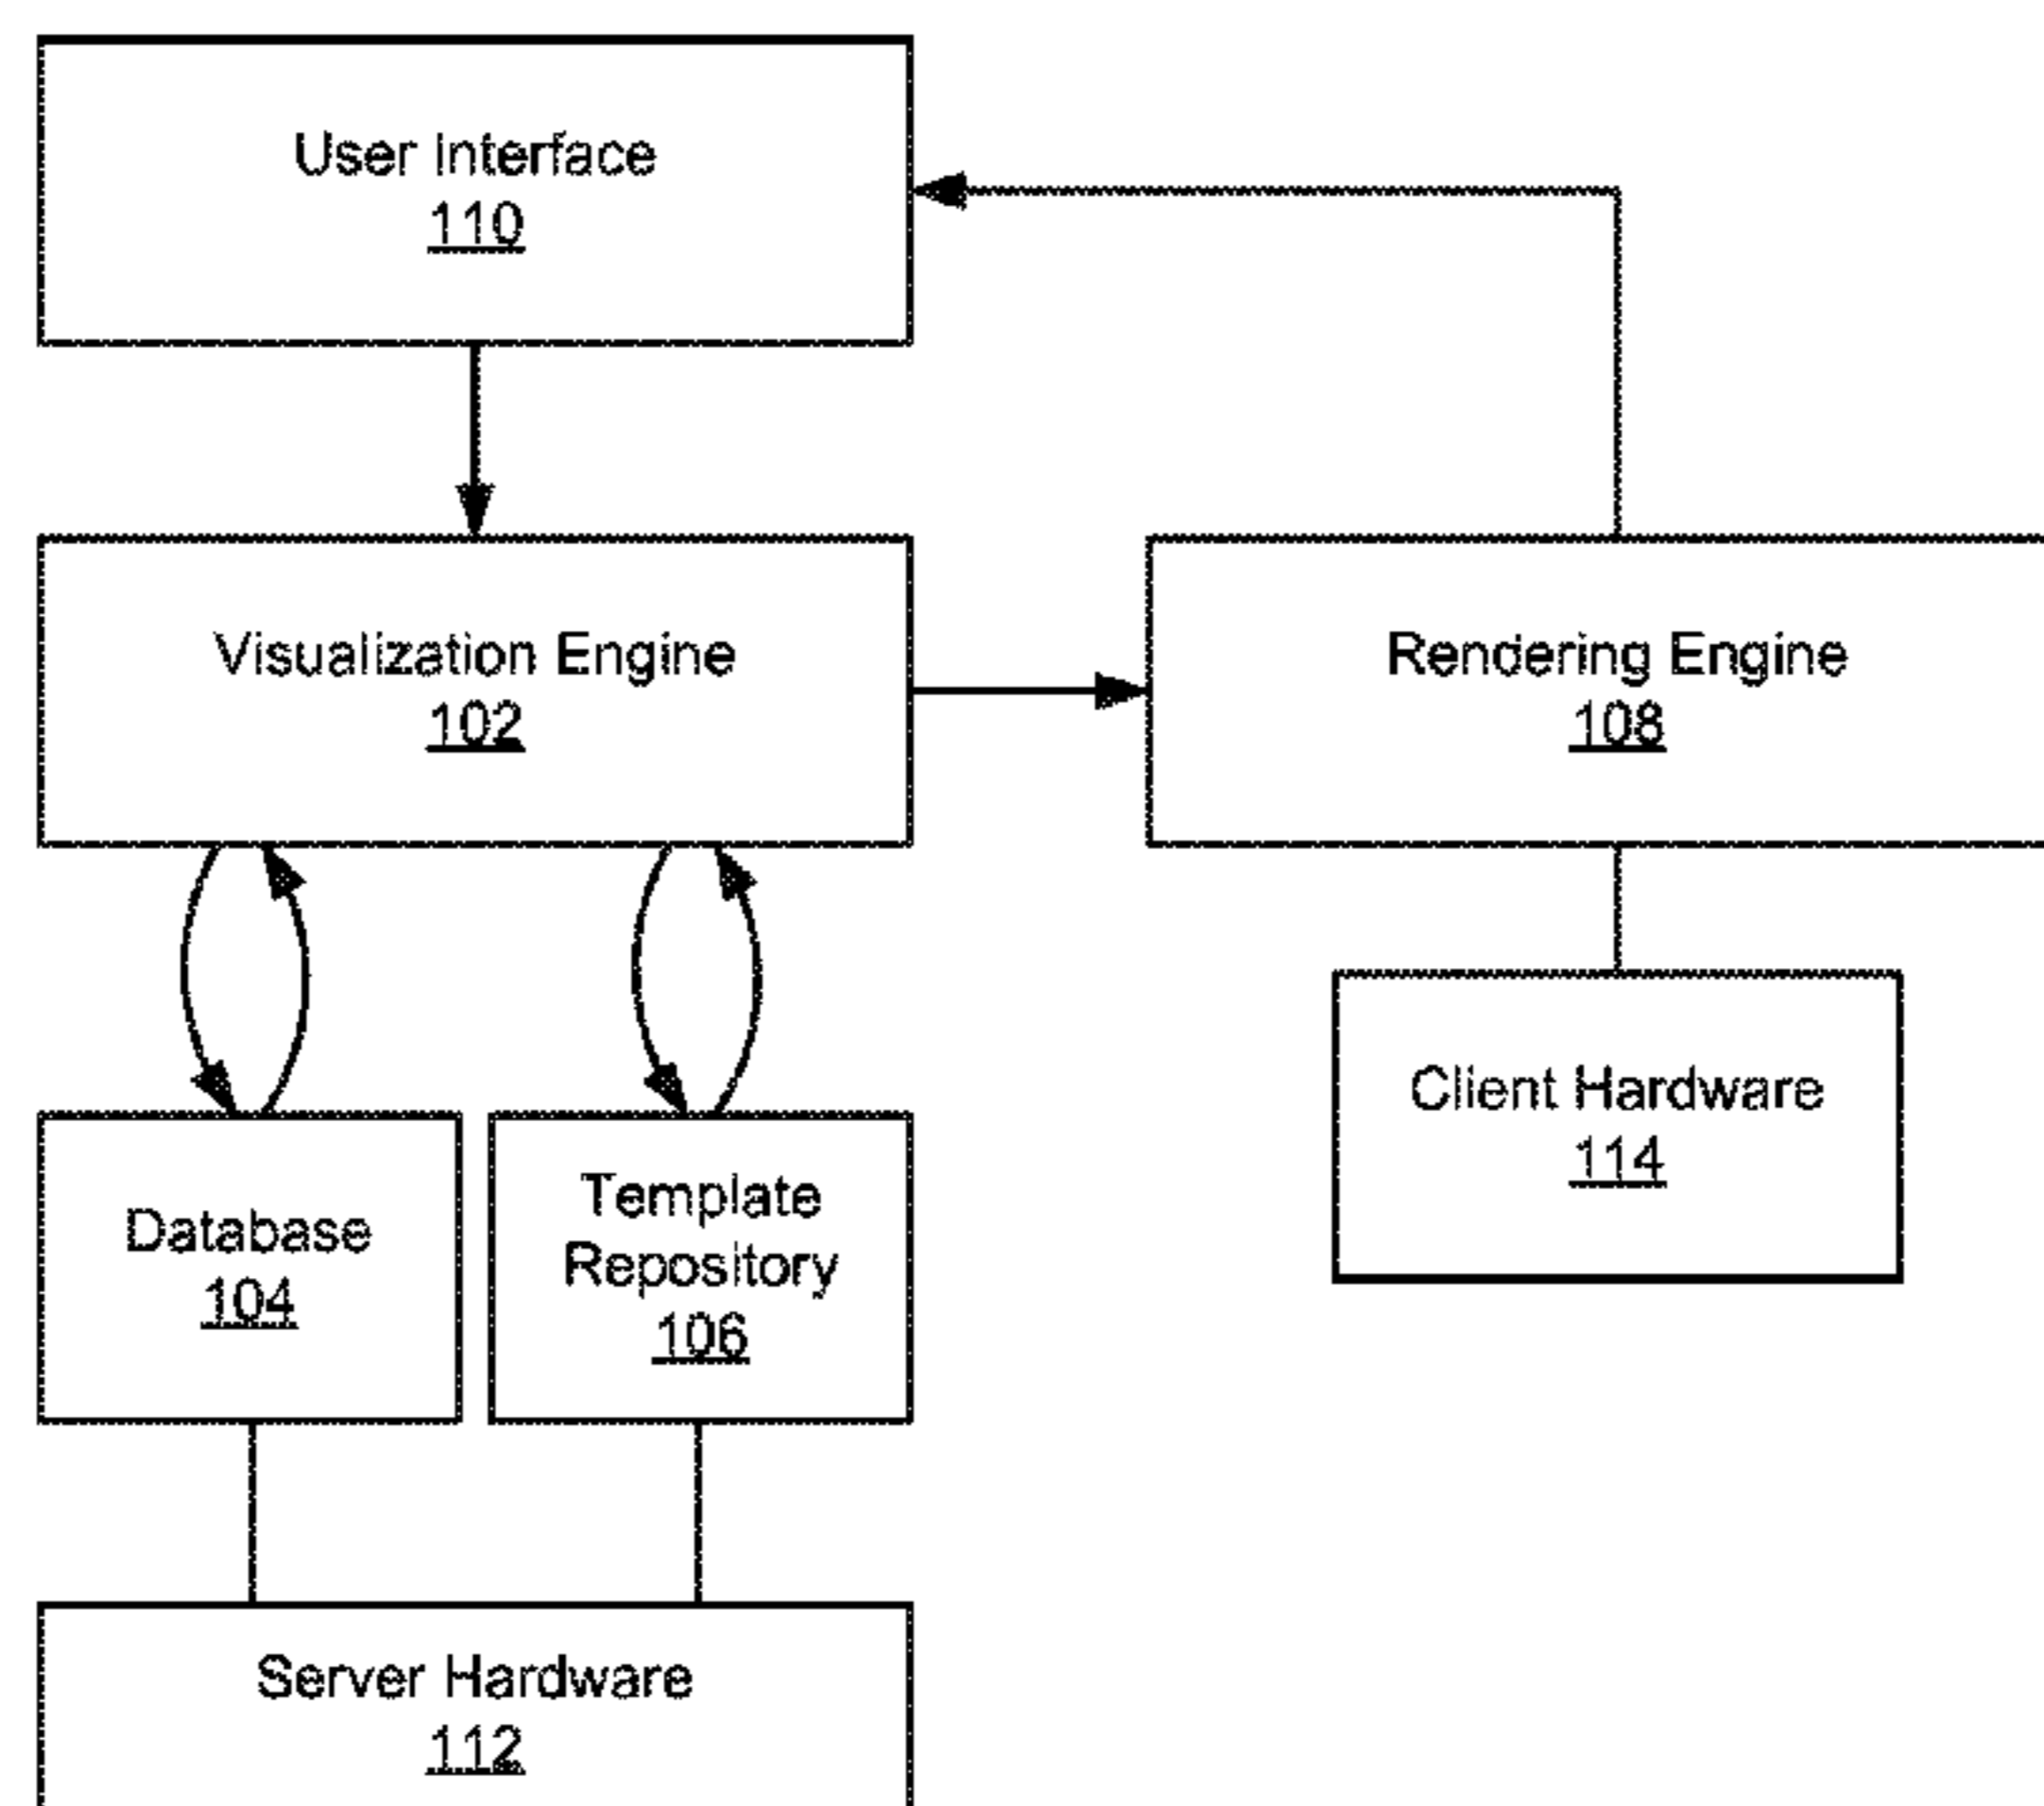 User Interface
110
Visualization Engine
102
Rendering Engine
108
Client Hardware
114
Database
104
Template
Repository
106
Server Hardware
112